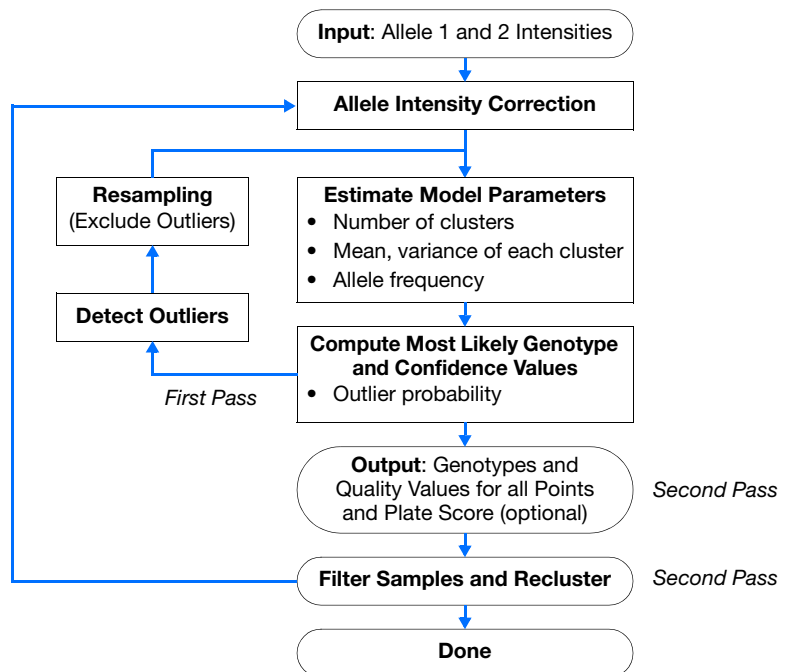 Input: Allele 1 and 2 Intensities
Allele Intensity Correction
Resampling
(Exclude Outliers)
Estimate Model Parameters
• Number of clusters
• Mean, variance of each cluster
• Allele frequency
Detect Outliers
Compute Most Likely Genotype
and Confidence Values
• Outlier probability
First Pass
Output: Genotypes and
Quality Values for all Points
and Plate Score (optional)
Second Pass
Filter Samples and Recluster
Second Pass
Done